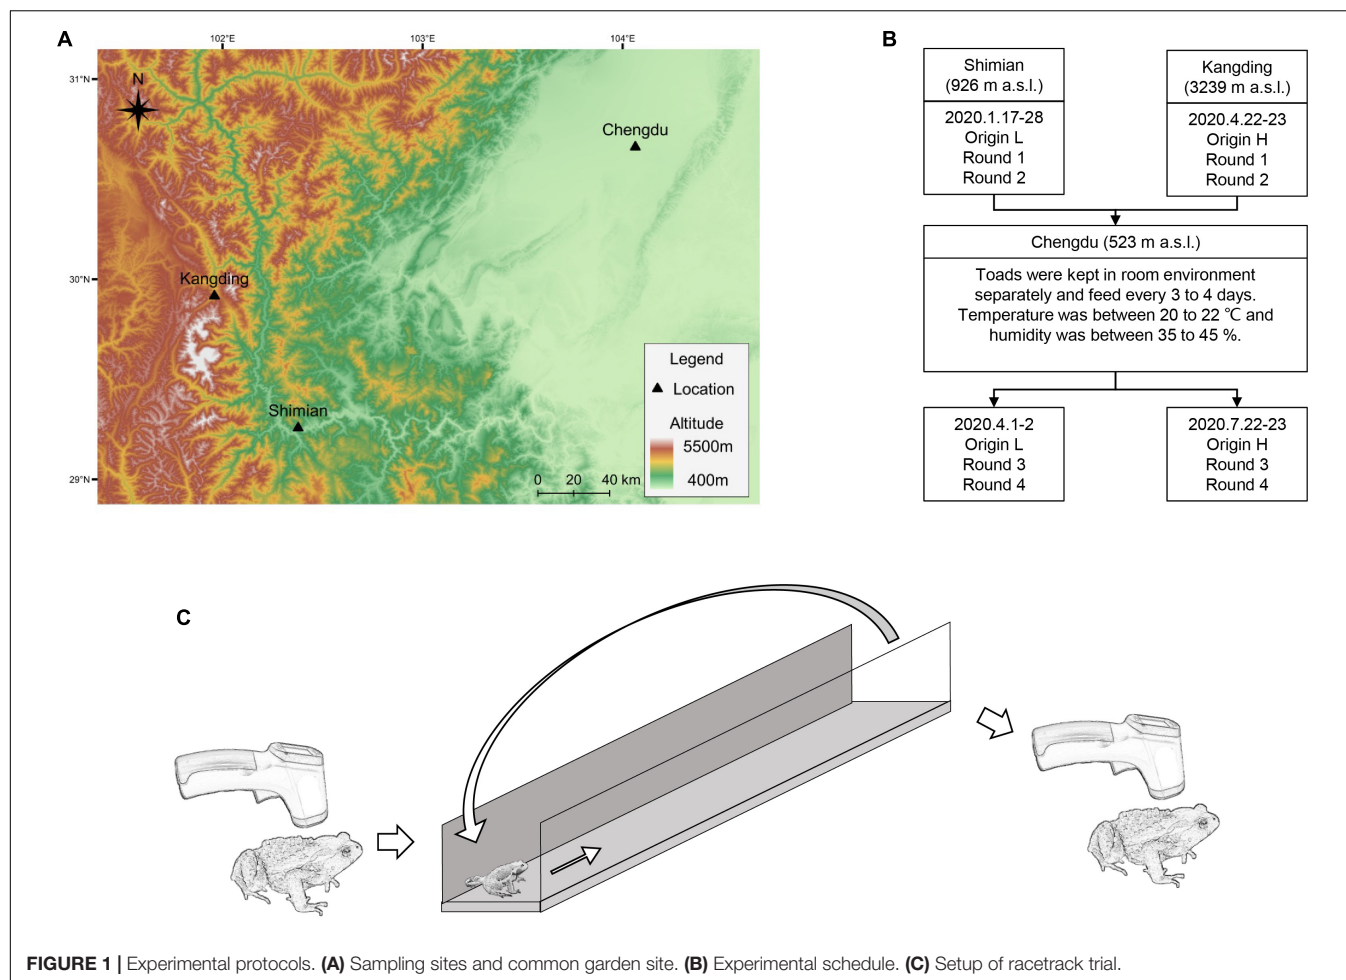 A
102°E
103°E
104°E
31°N
N
Chengdu
30°N
Kangding
Shimian
29°N
Legend
Location
Altitude
5500m
400m
0 20 40 km
B
Shimian
(926 m a.s.l.)
2020.1.17-28
Origin L
Round 1
Round 2
Kangding
(3239 m a.s.l.)
2020.4.22-23
Origin H
Round 1
Round 2
Chengdu (523 m a.s.l.)
Toads were kept in room environment
separately and feed every 3 to 4 days.
Temperature was between 20 to 22 ℃ and
humidity was between 35 to 45 %.
2020.4.1-2
Origin L
Round 3
Round 4
2020.7.22-23
Origin H
Round 3
Round 4
C
FIGURE 1 | Experimental protocols. (A) Sampling sites and common garden site. (B) Experimental schedule. (C) Setup of racetrack trial.